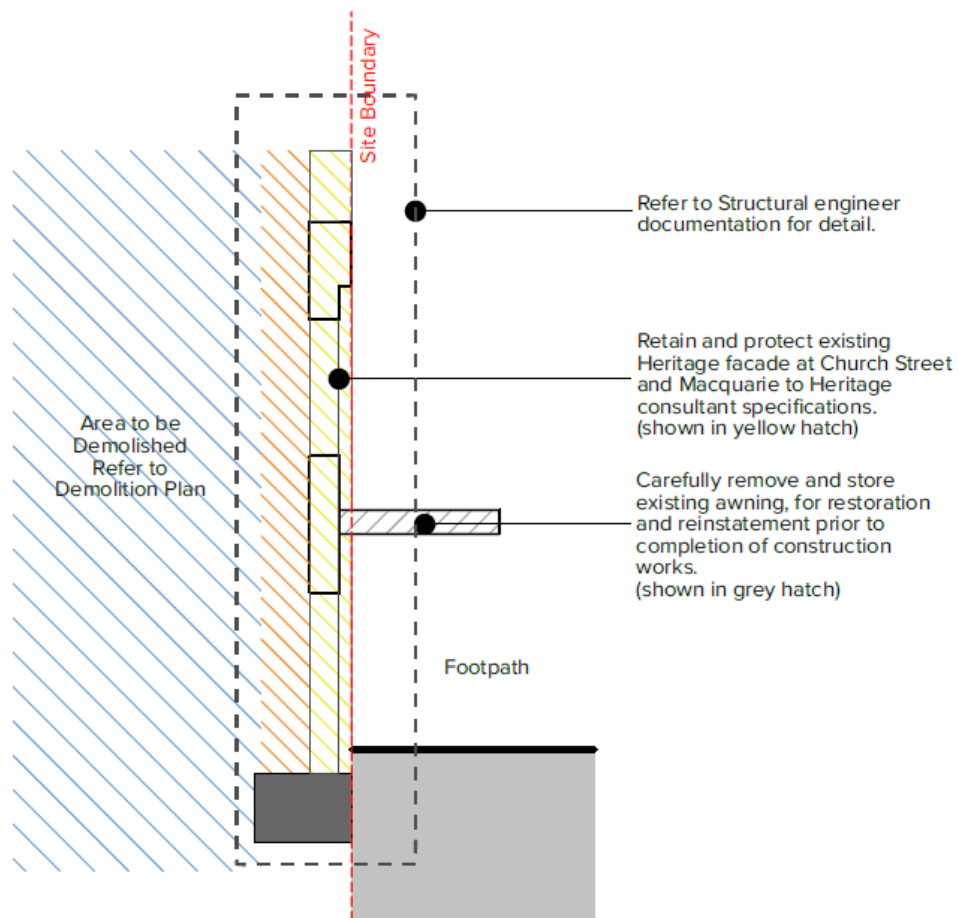 Site Boundary
Refer to Structural engineer
documentation for detail.
Retain and protect existing
Heritage facade at Church Street
and Macquarie to Heritage
consultant specifications.
(shown in yellow hatch)
Area to be
Demolished
Refer to
Demolition Plan
Carefully remove and store
existing awning, for restoration
and reinstatement prior to
completion of construction
works.
(shown in grey hatch)
Footpath